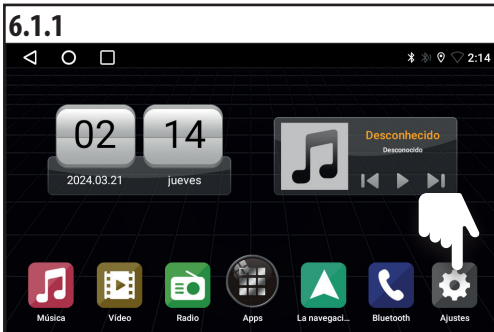 6.1.1
2:14
02 14
Desconhecido
Desconocido
2024.03.21 jueves
Música Vídeo Radio Apps La navegaci... Bluetooth Ajustes